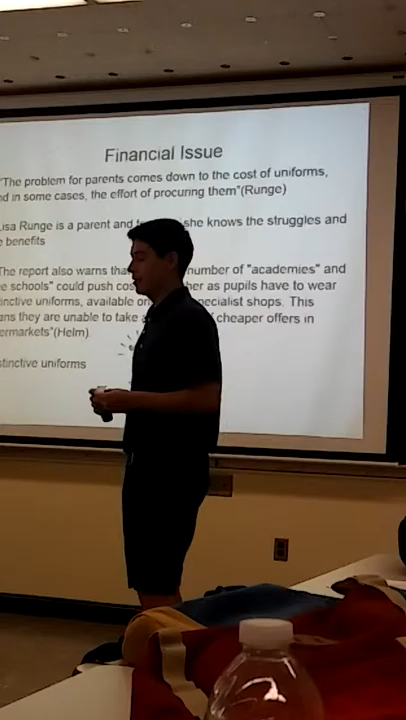 Financial Issue
"The problem for parents comes down to the cost of uniforms,
d in some cases, the effort of procuring them"(Runge)
isa Runge is a parent and she knows the struggles and
benefits
The report also warns tha number of "academies" and
e schools" could push cos her as pupils have to wear
inctive uniforms, available on pecialist shops. This
ans they are unable to take cheaper offers in
ermarkets"(Helm)
stinctive uniforms